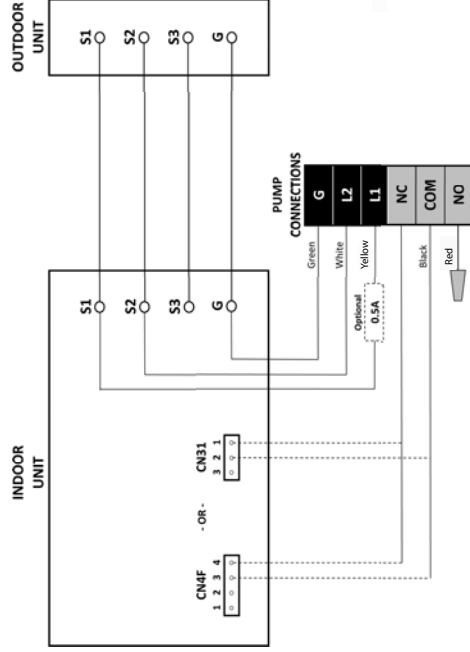 OUTDOOR
UNIT
S1
S2
S3
G
INDOOR
UNIT
S1
S2
S3
G
PUMP
CONNECTIONS
G
L2
L1
NC
COM
NO
Green
White
Yellow
Black
Red
Optional
0.5A
CN31
3 2 1
- OR -
CN4F
1 2 3 4